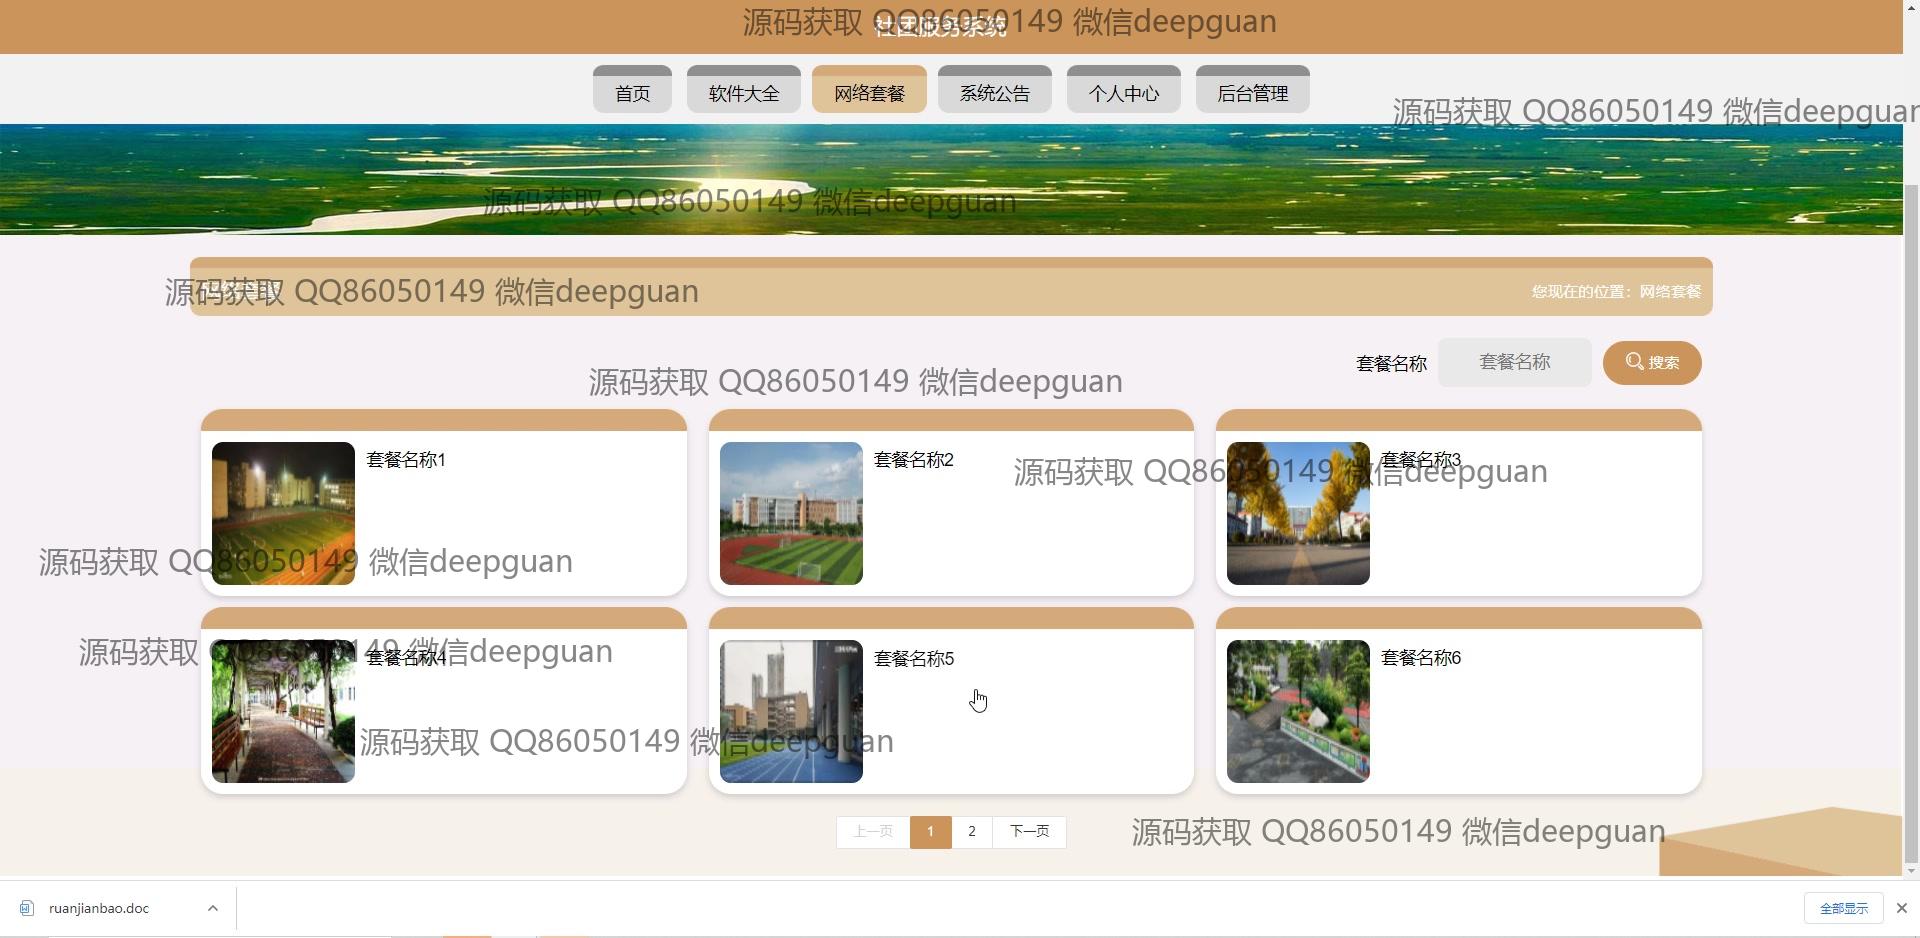 社团服务系统
源码获取 QQ86050149 微信deepguan
首页
软件大全
网络套餐
系统公告
个人中心
后台管理
源码获取 QQ86050149 微信deepguan
源码获取 QQ86050149 微信deepguan
源码获取 QQ86050149 微信deepguan
您现在的位置：网络套餐
套餐名称
套餐名称
搜索
源码获取 QQ86050149 微信deepguan
套餐名称1
套餐名称2
套餐名称3
源码获取 QQ86050149 微信deepguan
源码获取 QQ86050149 微信deepguan
套餐名称4
套餐名称5
套餐名称6
源码获取 QQ86050149 微信deepguan
源码获取 QQ86050149 微信deepguan
上一页
1
2
下一页
源码获取 QQ86050149 微信deepguan
ruanjianbao.doc
全部显示